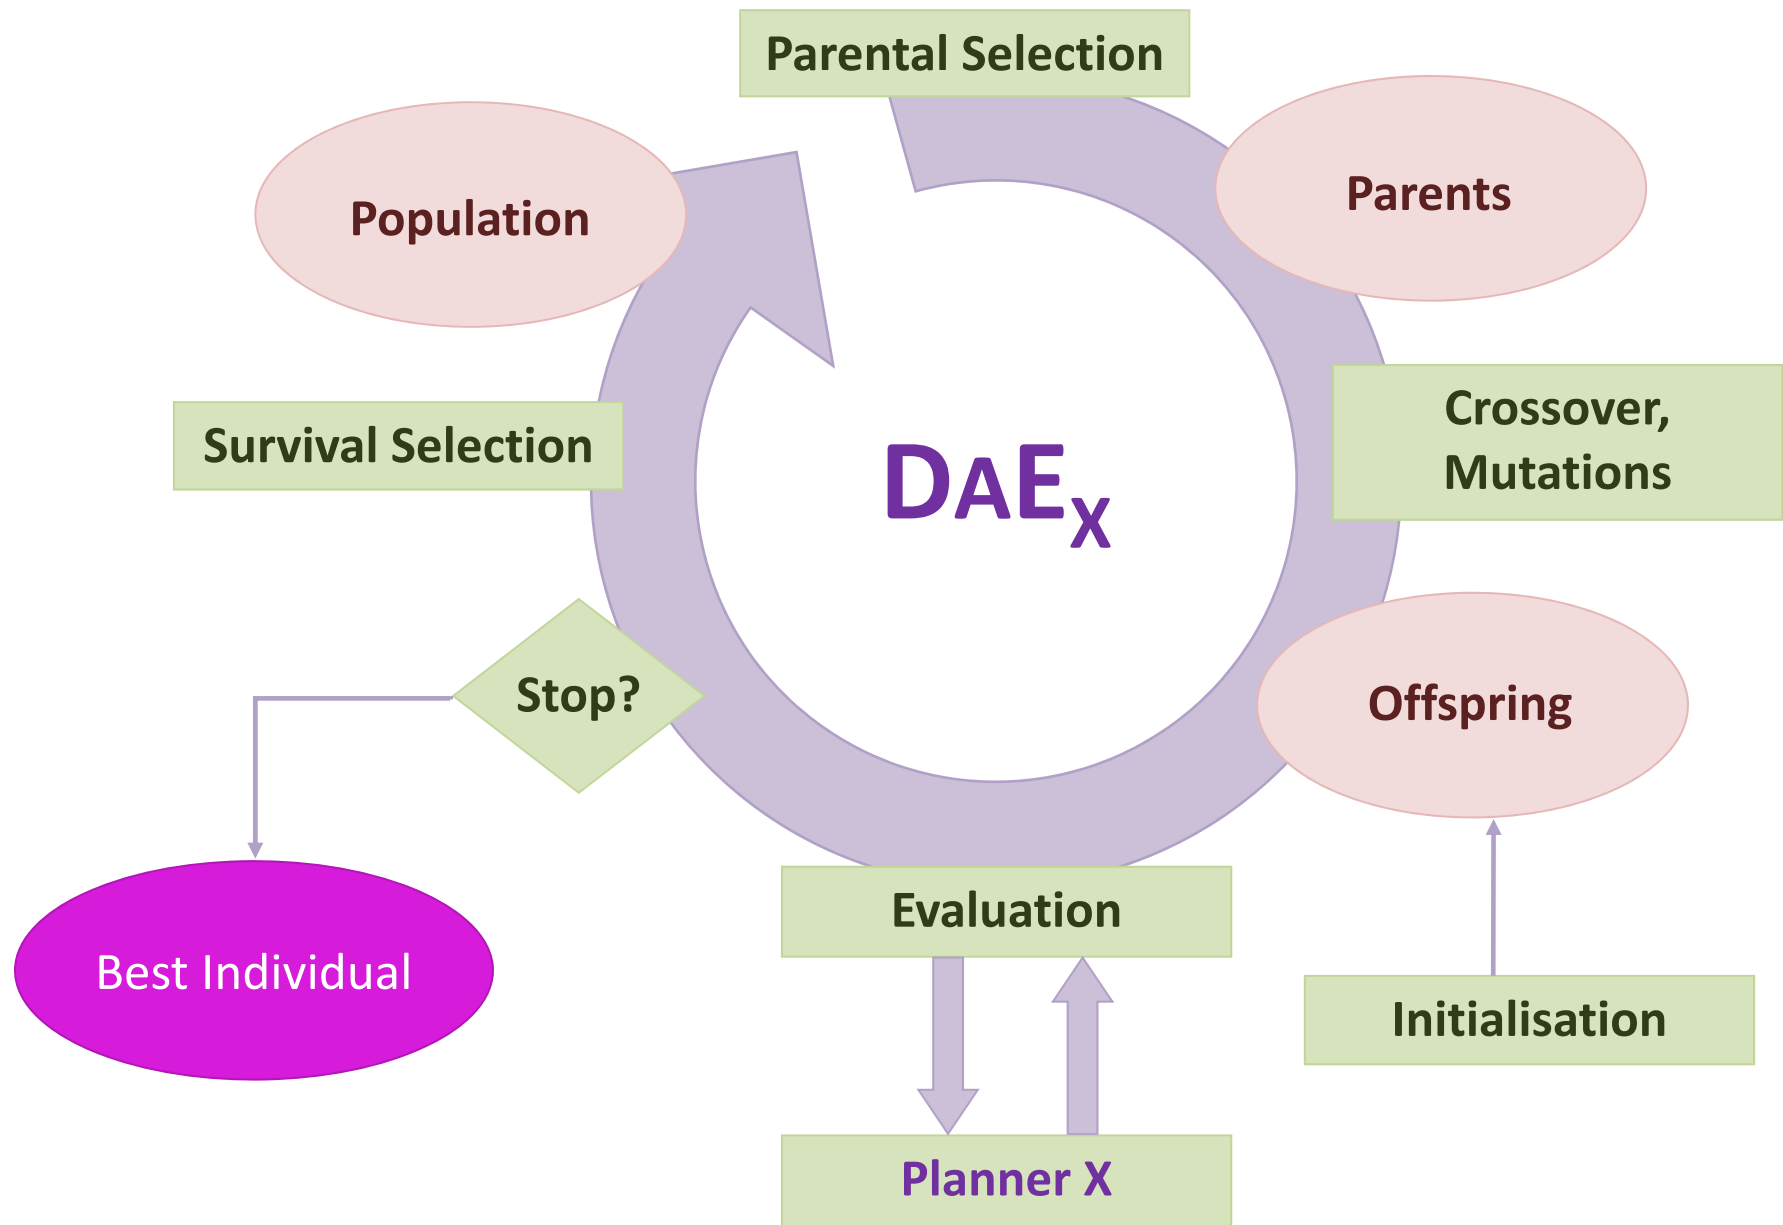 Parental Selection
Population
Parents
Crossover,
Mutations
Survival Selection
DAEX
Stop?
Offspring
Evaluation
Best Individual
Initialisation
Planner X